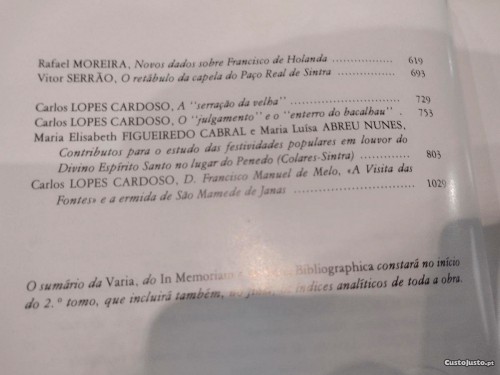 Rafael MOREIRA, Novos dados sobre Francisco de Holanda ................ 619
Vitor SERRÃO, O retábulo da capela do Paço Real de Sintra .............. 693
Carlos LOPES CARDOSO, A "serração da velha" ......................... 729
Carlos LOPES CARDOSO, O "julgamento" e o "enterro do bacalhau" . 753
Maria Elisabeth FIGUEIREDO CABRAL e Maria Luísa ABREU NUNES,
Contributos para o estudo das festividades populares em louvor do
Divino Espírito Santo no lugar do Penedo (Colares-Sintra) ............. 803
Carlos LOPES CARDOSO, D. Francisco Manuel de Melo, «A Visita das
Fontes» e a ermida de São Mamede de Janas ........................ 1029
O sumário da Varia, do In Memoriam e Bibliographica constará no início
do 2.º tomo, que incluirá também, os índices analíticos de toda a obra.
CustoJusto.pt